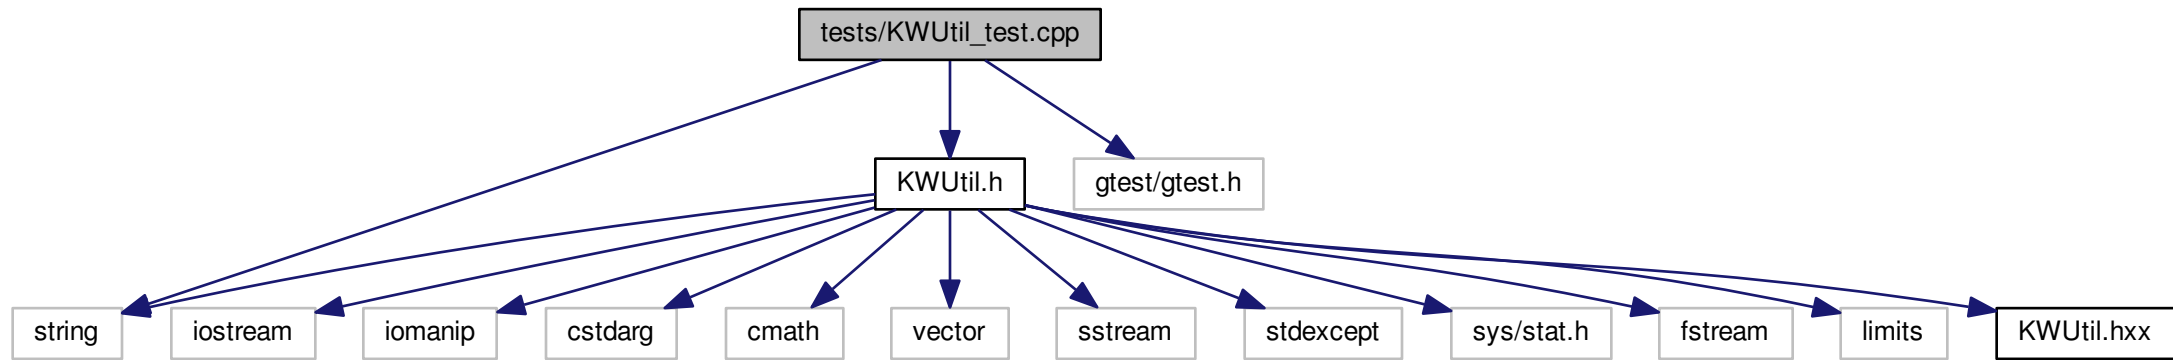 tests/KWUtil_test.cpp
KWUtil.h
gtest/gtest.h
string
iostream
iomanip
cstdarg
cmath
vector
sstream
stdexcept
sys/stat.h
fstream
limits
KWUtil.hxx